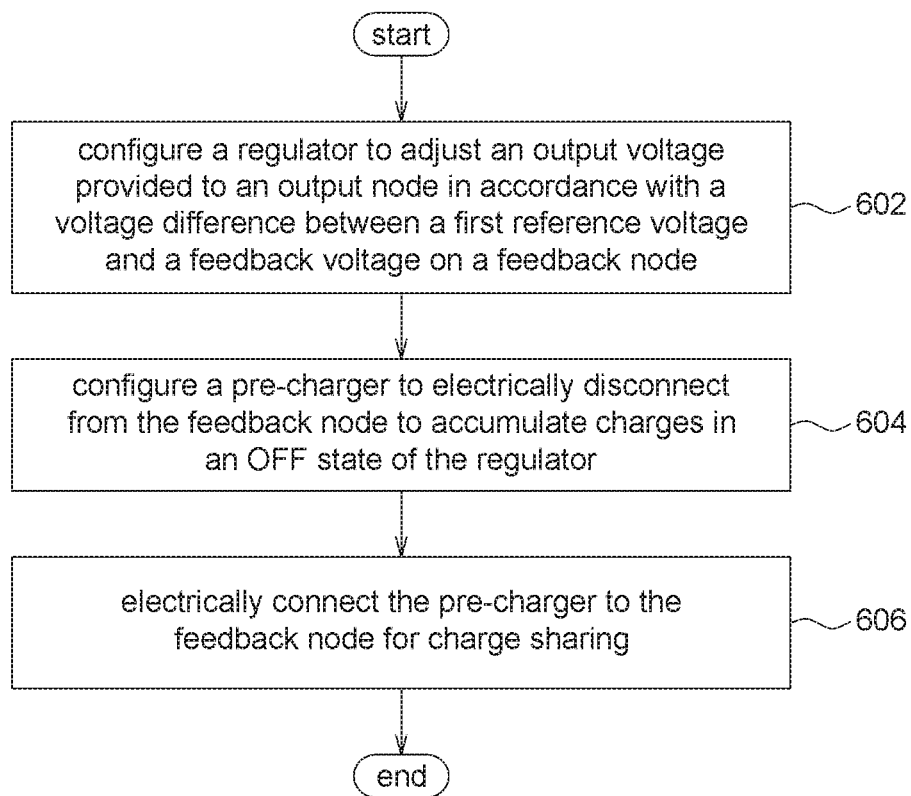 start
configure a regulator to adjust an output voltage
provided to an output node in accordance with a
voltage difference between a first reference voltage
and a feedback voltage on a feedback node
602
configure a pre-charger to electrically disconnect
from the feedback node to accumulate charges in
an OFF state of the regulator
604
electrically connect the pre-charger to the
feedback node for charge sharing
606
end